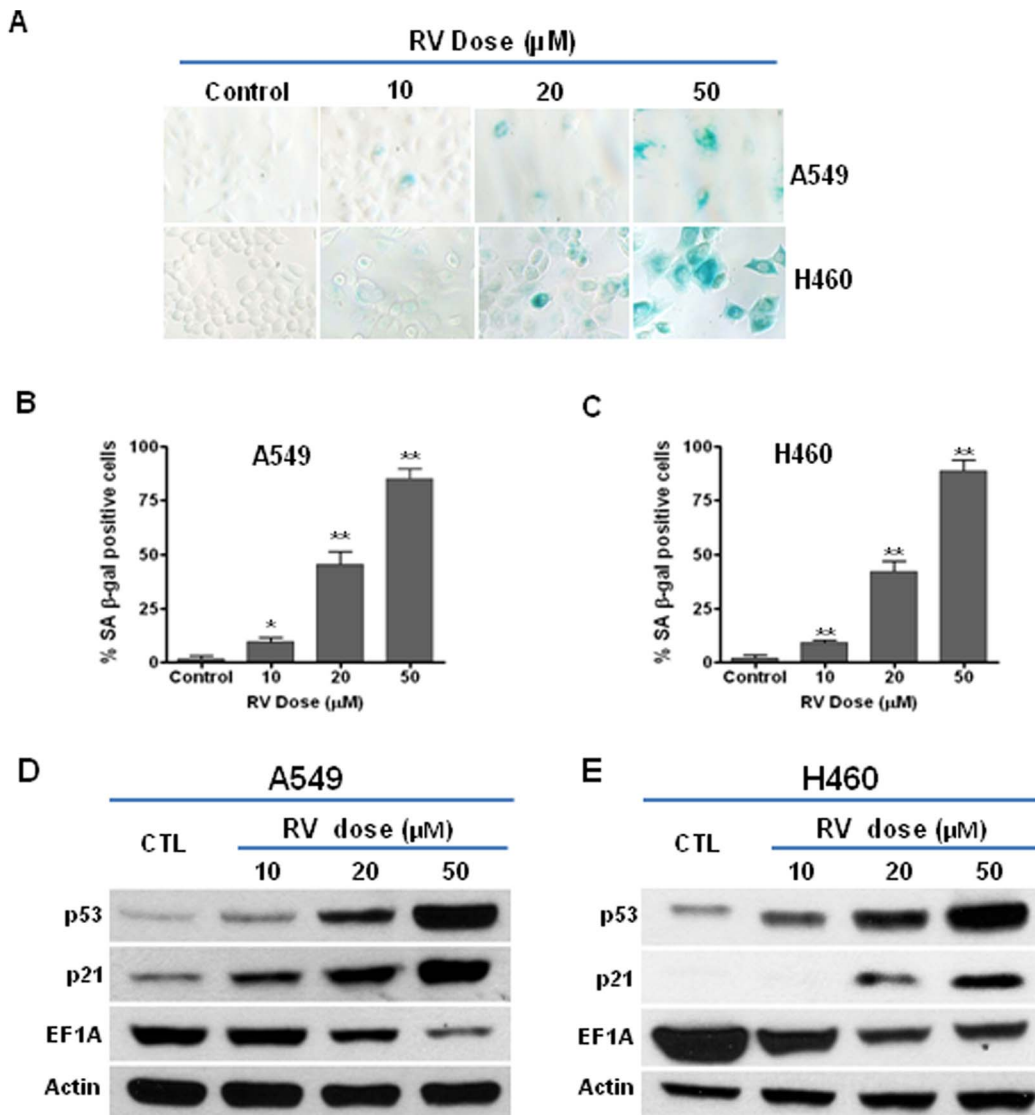 A
RV Dose (µM)
Control 10 20 50
A549
H460
B
A549
% SA β-gal positive cells
100
75
50
25
0
*
**
**
Control 10 20 50
RV Dose (µM)
C
H460
% SA β-gal positive cells
100
75
50
25
0
**
**
**
Control 10 20 50
RV Dose (µM)
D
A549
CTL
RV dose (µM)
10 20 50
p53
p21
EF1A
Actin
E
H460
CTL
RV dose (µM)
10 20 50
p53
p21
EF1A
Actin